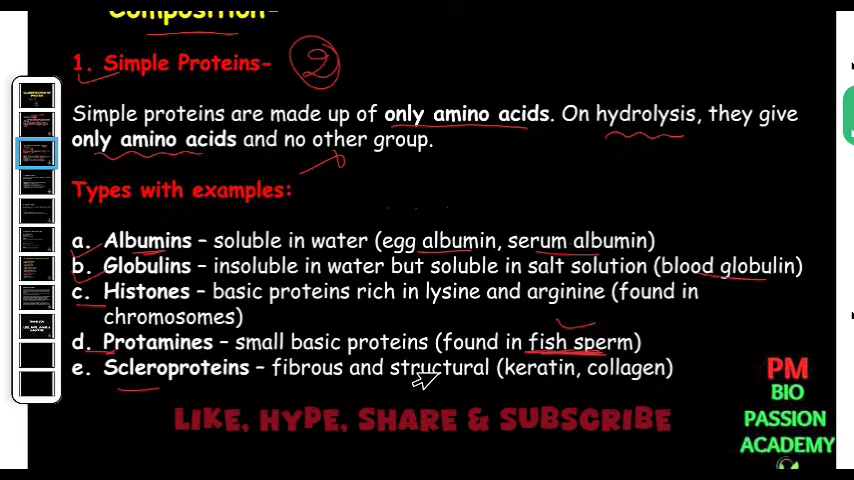 Composition-
1. Simple Proteins-
2
Simple proteins are made up of only amino acids. On hydrolysis, they give
only amino acids and no other group.
Types with examples:
a. Albumins – soluble in water (egg albumin, serum albumin)
b. Globulins – insoluble in water but soluble in salt solution (blood globulin)
c. Histones – basic proteins rich in lysine and arginine (found in
chromosomes)
d. Protamines – small basic proteins (found in fish sperm)
e. Scleroproteins – fibrous and structural (keratin, collagen)
LIKE, HYPE, SHARE & SUBSCRIBE
PM
BIO
PASSION
ACADEMY